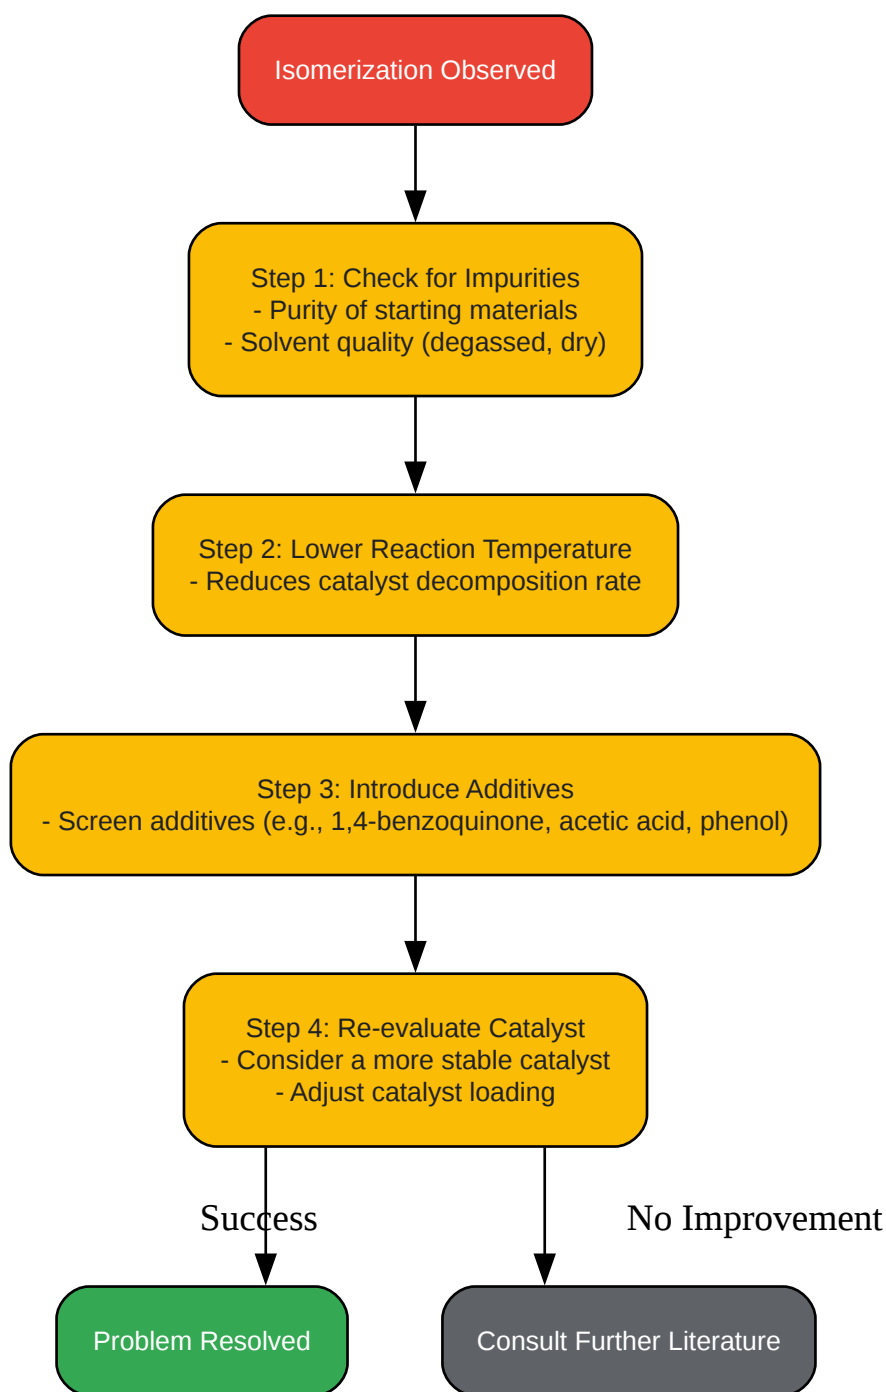 Isomerization Observed
Step 1: Check for Impurities
- Purity of starting materials
- Solvent quality (degassed, dry)
Step 2: Lower Reaction Temperature
- Reduces catalyst decomposition rate
Step 3: Introduce Additives
- Screen additives (e.g., 1,4-benzoquinone, acetic acid, phenol)
Step 4: Re-evaluate Catalyst
- Consider a more stable catalyst
- Adjust catalyst loading
Success
No Improvement
Problem Resolved
Consult Further Literature